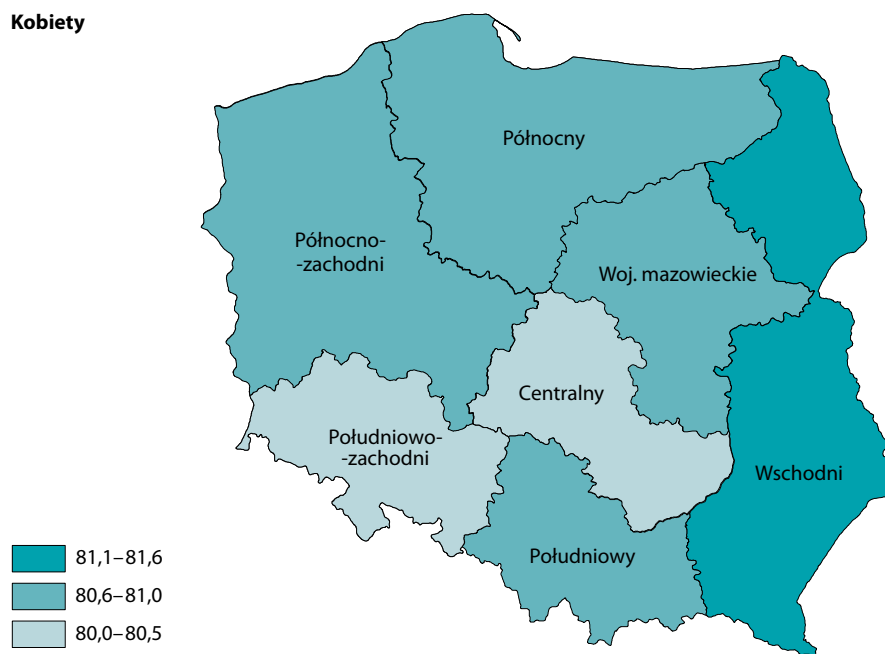 Kobiety
Północny
Północno-
-zachodni
Woj. mazowieckie
Centralny
Południowo-
-zachodni
Wschodni
Południowy
81,1–81,6
80,6–81,0
80,0–80,5